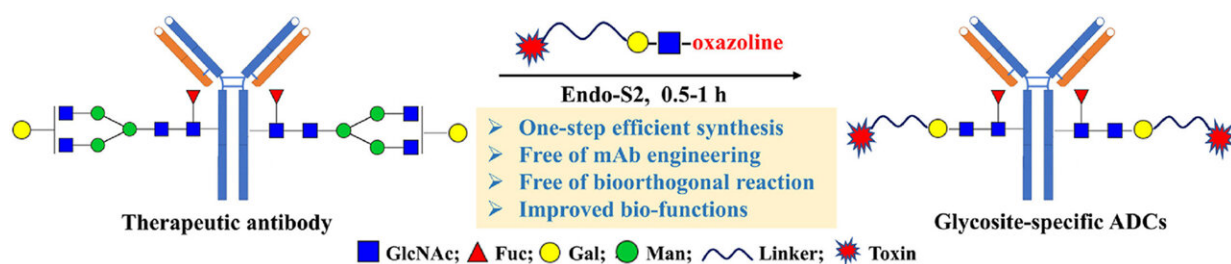 oxazoline
Endo-S2, 0.5-1 h
➢ One-step efficient synthesis
➢ Free of mAb engineering
➢ Free of bioorthogonal reaction
➢ Improved bio-functions
Therapeutic antibody
Glycosite-specific ADCs
GlcNAc; Fuc; Gal; Man; Linker; Toxin